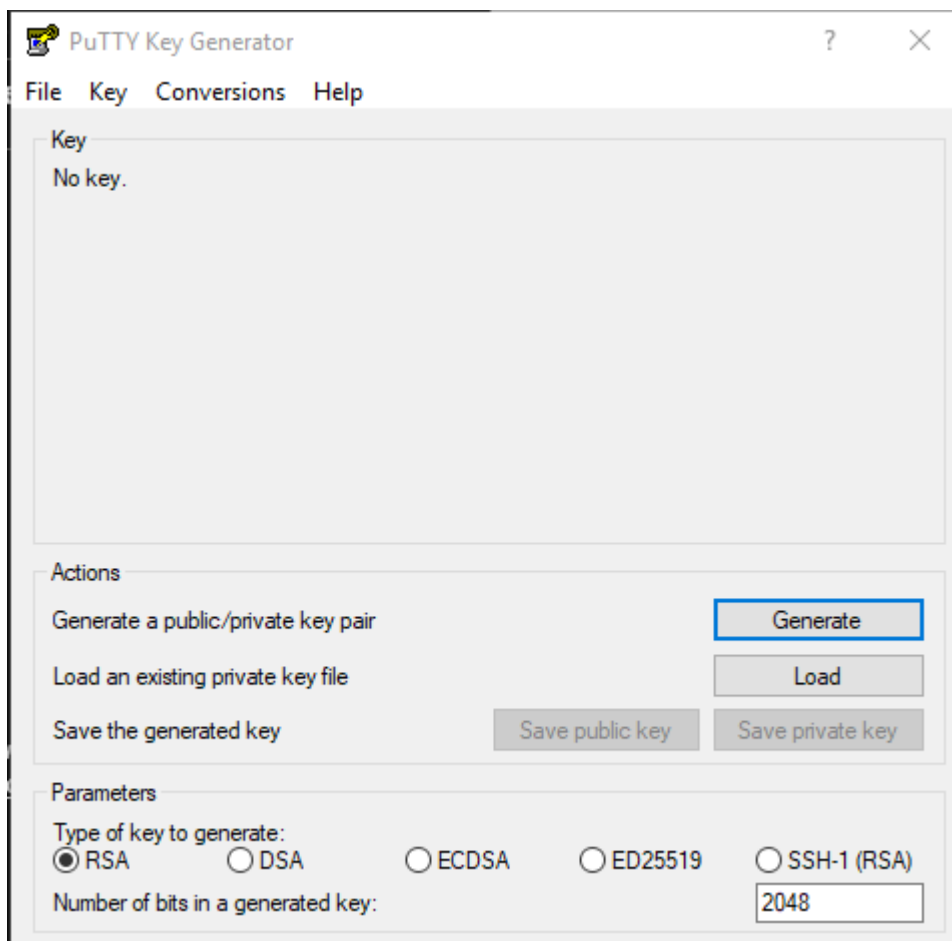 PuTTY Key Generator ?
File Key Conversions Help
Key
No key.
Actions
Generate a public/private key pair Generate
Load an existing private key file Load
Save the generated key Save public key Save private key
Parameters
Type of key to generate:
RSA DSA ECDSA ED25519 SSH-1 (RSA)
Number of bits in a generated key: 2048